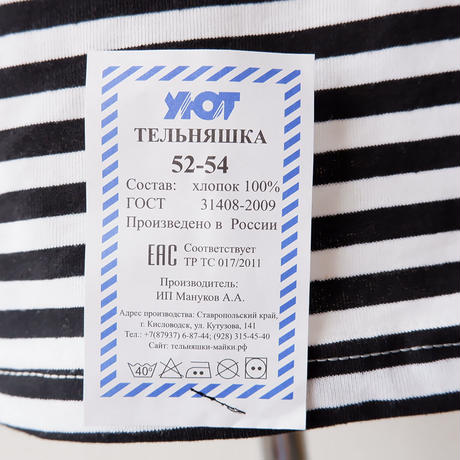 УЮТ
ТЕЛЬНЯШКА
52-54
Состав: хлопок 100%
ГОСТ 31408-2009
Произведено в России
ЕАС Соответствует
ТР ТС 017/2011
Производитель:
ИП Мануков А.А.
Адрес производства: Ставропольский край,
г. Кисловодск, ул. Кутузова, 141
Тел.: +7(87937) 6-87-44; (928) 315-45-40
Сайт: тельняшки-майки.рф
40°